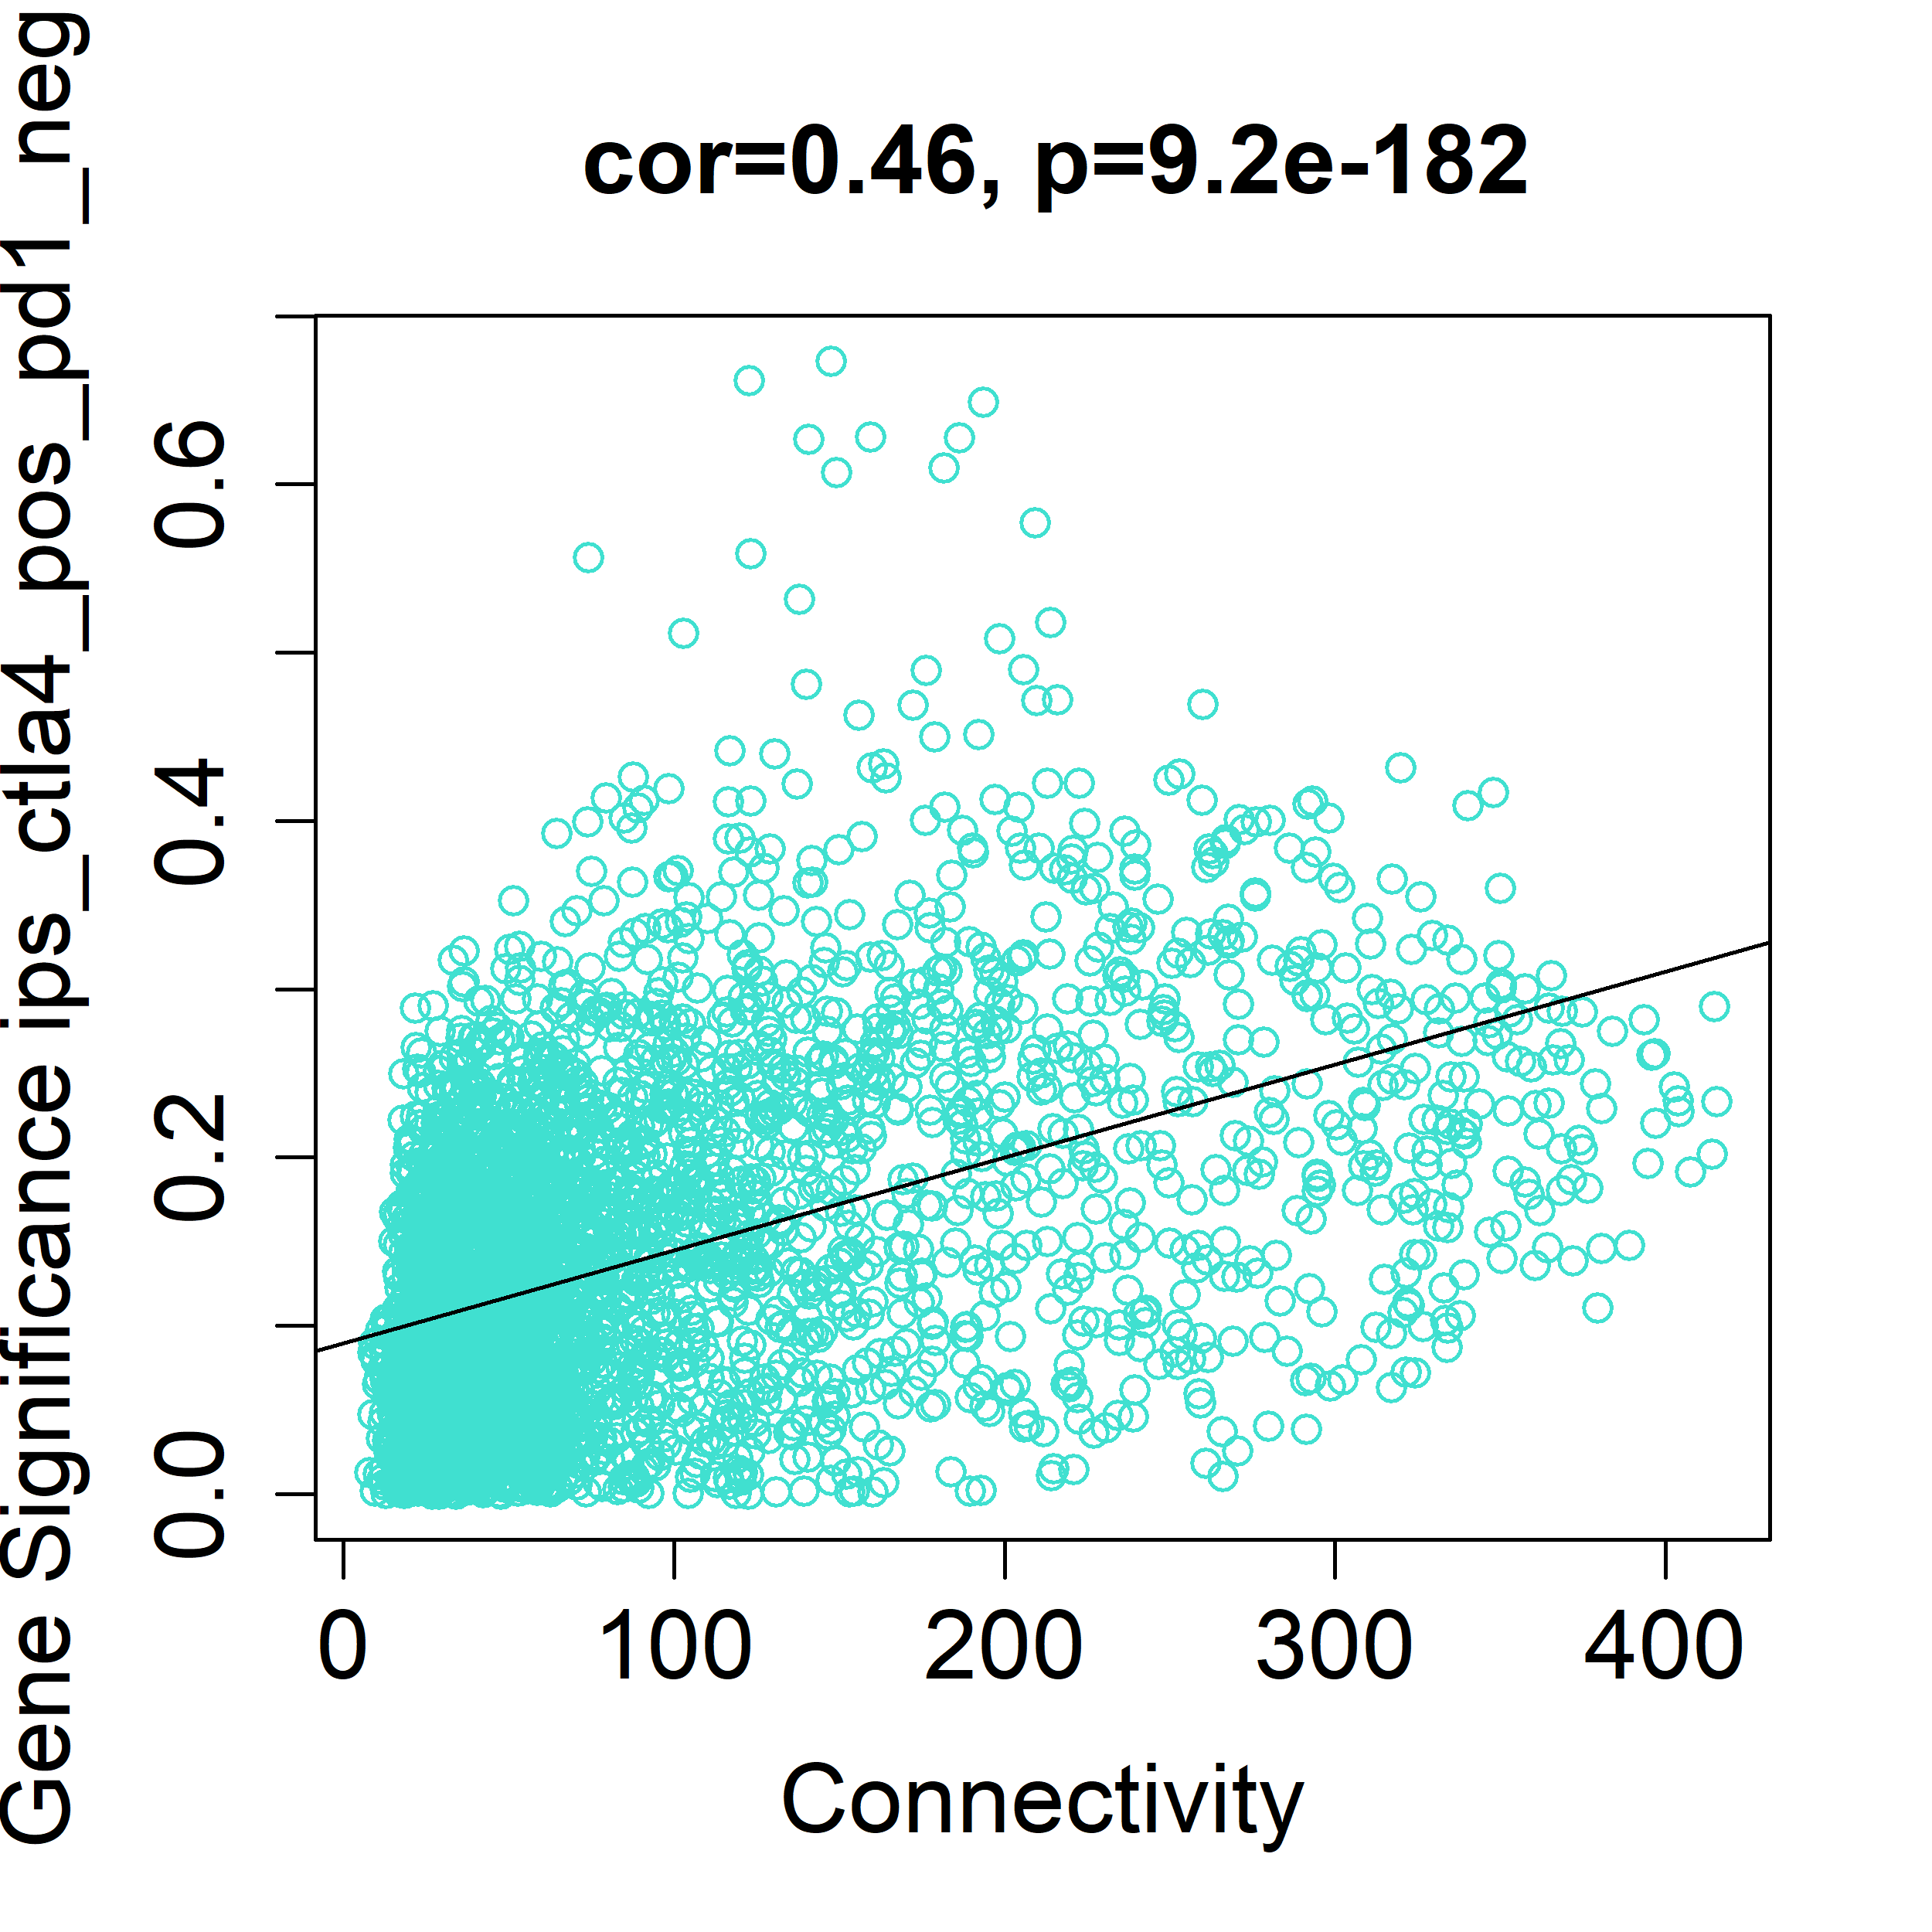 cor=0.46, p=9.2e-182
Gene Significance ips_ctla4_pos_pd1_neg
0.6
0.4
0.2
0.0
0 100 200 300 400
Connectivity